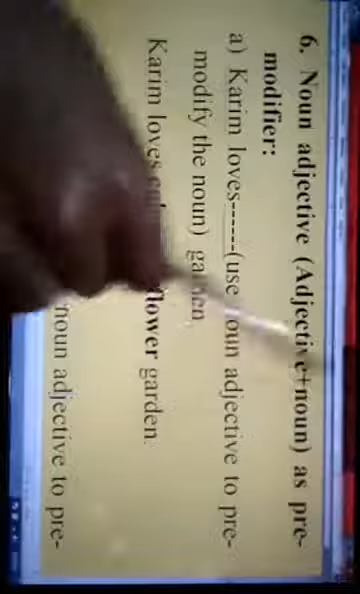 6. Noun adjective (Adjective+noun) as pre-
modifier:
a) Karim loves------(use noun adjective to pre-
modify the noun) garden.
Karim loves flower garden.
noun adjective to pre-